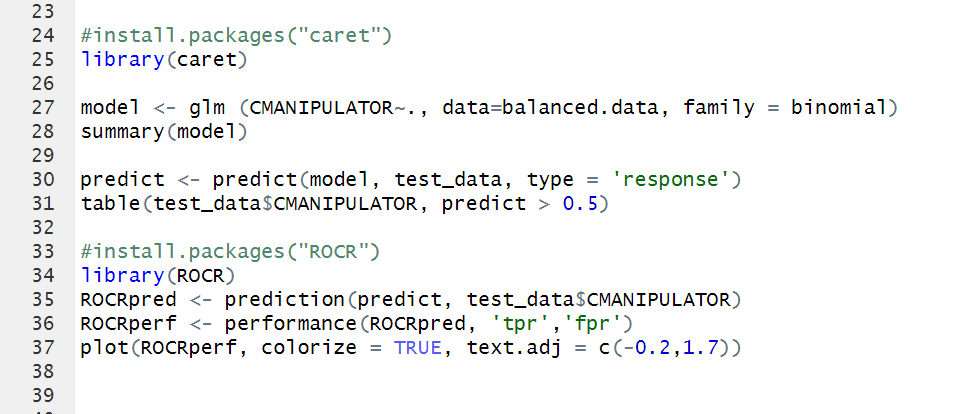 23
24 #install.packages("caret")
25 library(caret)
26
27 model <- glm (CMANIPULATOR~., data=balanced.data, family = binomial)
28 summary(model)
29
30 predict <- predict(model, test_data, type = 'response')
31 table(test_data$CMANIPULATOR, predict > 0.5)
32
33 #install.packages("ROCR")
34 library(ROCR)
35 ROCRpred <- prediction(predict, test_data$CMANIPULATOR)
36 ROCRperf <- performance(ROCRpred, 'tpr','fpr')
37 plot(ROCRperf, colorize = TRUE, text.adj = c(-0.2,1.7))
38
39